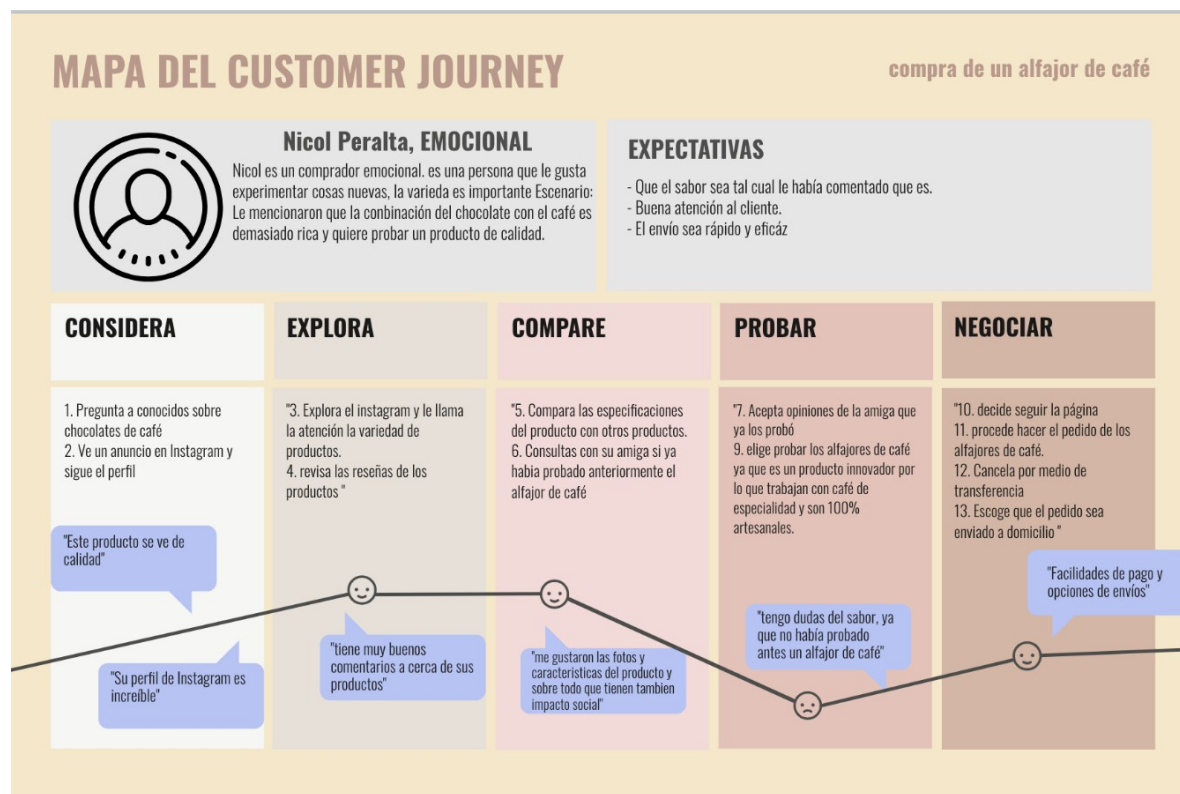 MAPA DEL CUSTOMER JOURNEY
compra de un alfajor de café
Nicol Peralta, EMOCIONAL
Nicol es un comprador emocional. es una persona que le gusta
experimentar cosas nuevas, la varieda es importante Escenario:
Le mencionaron que la conbinación del chocolate con el café es
demasiado rica y quiere probar un producto de calidad.
EXPECTATIVAS
- Que el sabor sea tal cual le había comentado que es.
- Buena atención al cliente.
- El envío sea rápido y eficáz
CONSIDERA
1. Pregunta a conocidos sobre
chocolates de café
2. Ve un anuncio en Instagram y
sigue el perfil
"Este producto se ve de
calidad"
"Su perfil de Instagram es
increíble"
EXPLORA
"3. Explora el instagram y le llama
la atención la variedad de
productos.
4. revisa las reseñas de los
productos "
"tiene muy buenos
comentarios a cerca de sus
productos"
COMPARE
"5. Compara las especificaciones
del producto con otros productos.
6. Consultas con su amiga si ya
habia probado anteriormente el
alfajor de café
"me gustaron las fotos y
caracteristicas del producto y
sobre todo que tienen tambien
impacto social"
PROBAR
"7. Acepta opiniones de la amiga que
ya los probó
9. elige probar los alfajores de café
ya que es un producto innovador por
lo que trabajan con café de
especialidad y son 100%
artesanales.
"tengo dudas del sabor, ya
que no había probado
antes un alfajor de café"
NEGOCIAR
"10. decide seguir la página
11. procede hacer el pedido de los
alfajores de café.
12. Cancela por medio de
transferencia
13. Escoge que el pedido sea
enviado a domicilio "
"Facilidades de pago y
opciones de envíos"